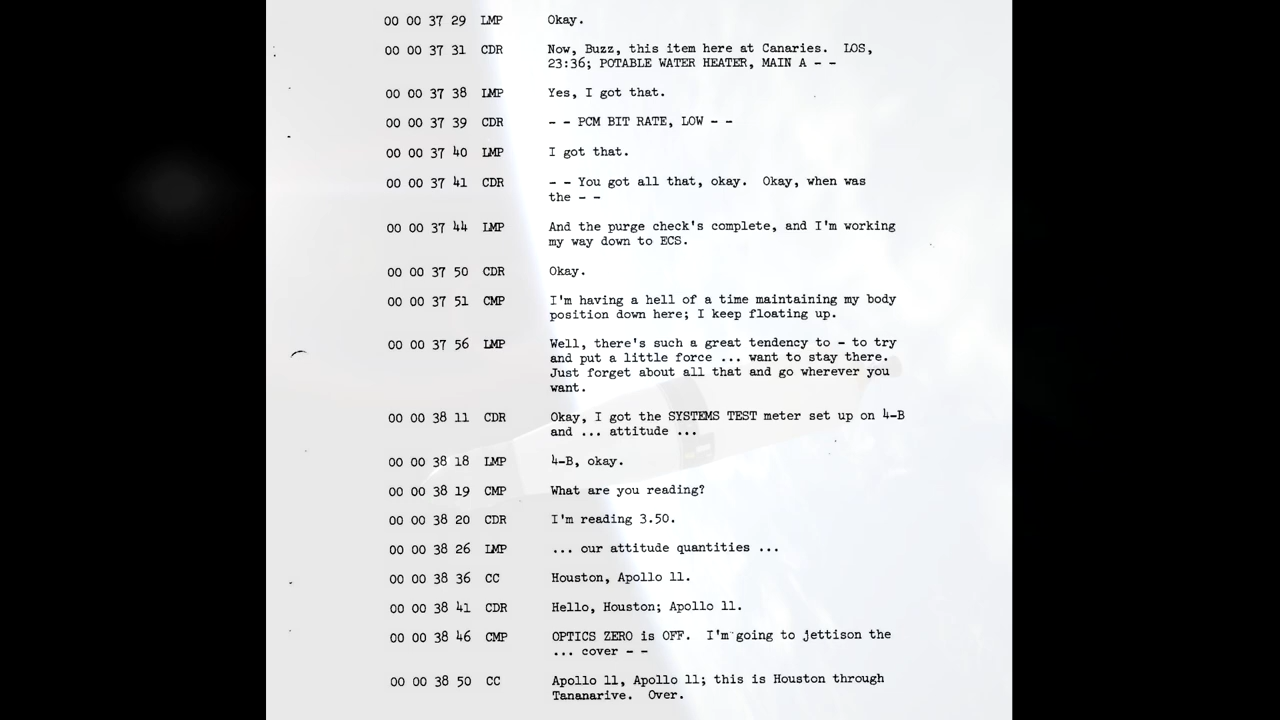 00 00 37 29 LMP Okay.
00 00 37 31 CDR Now, Buzz, this item here at Canaries. LOS,
23:36; POTABLE WATER HEATER, MAIN A - -
00 00 37 38 LMP Yes, I got that.
00 00 37 39 CDR - - PCM BIT RATE, LOW - -
00 00 37 40 LMP I got that.
00 00 37 41 CDR - - You got all that, okay. Okay, when was
the - -
00 00 37 44 LMP And the purge check's complete, and I'm working
my way down to ECS.
00 00 37 50 CDR Okay.
00 00 37 51 CMP I'm having a hell of a time maintaining my body
position down here; I keep floating up.
00 00 37 56 LMP Well, there's such a great tendency to - to try
and put a little force ... want to stay there.
Just forget about all that and go wherever you
want.
00 00 38 11 CDR Okay, I got the SYSTEMS TEST meter set up on 4-B
and ... attitude ...
00 00 38 18 LMP 4-B, okay.
00 00 38 19 CMP What are you reading?
00 00 38 20 CDR I'm reading 3.50.
00 00 38 26 LMP ... our attitude quantities ...
00 00 38 36 CC Houston, Apollo 11.
00 00 38 41 CDR Hello, Houston; Apollo 11.
00 00 38 46 CMP OPTICS ZERO is OFF. I'm going to jettison the
... cover - -
00 00 38 50 CC Apollo 11, Apollo 11; this is Houston through
Tananarive. Over.